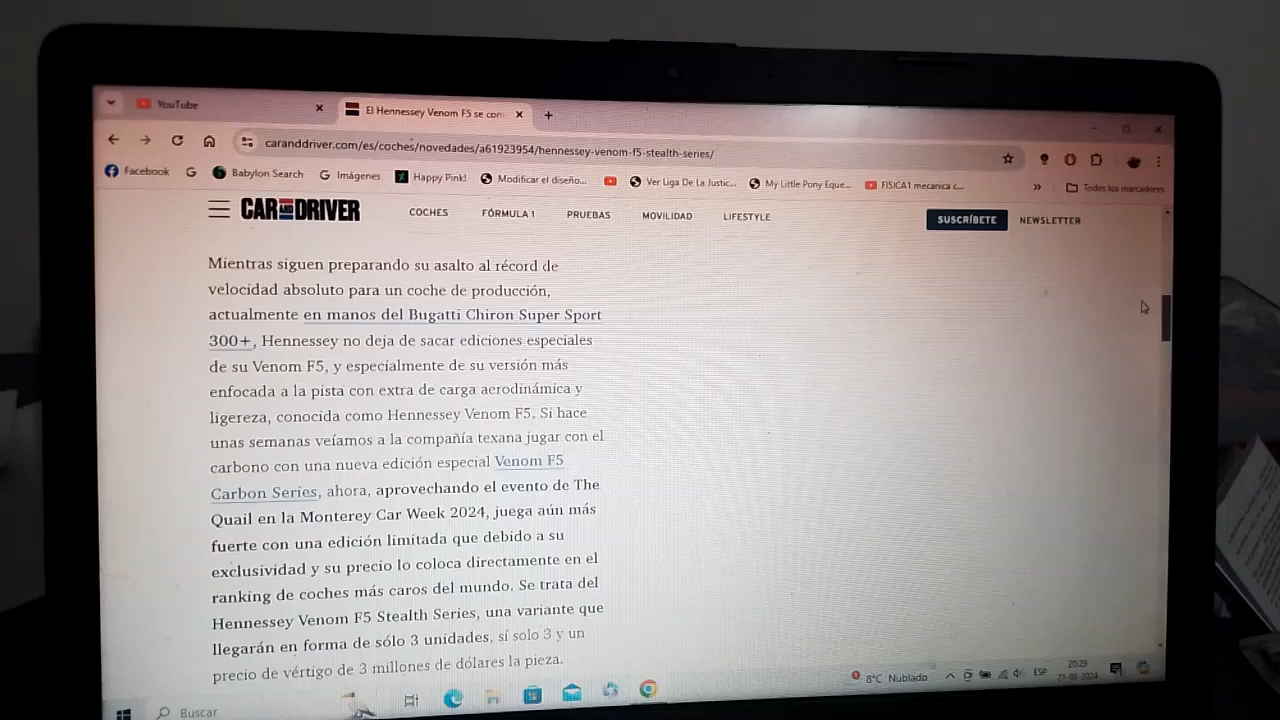 YouTube
El Hennessey Venom F5 se con
caranddriver.com/es/coches/novedades/a61923954/hennessey-venom-f5-stealth-series/
Facebook G Babylon Search Imágenes Happy Pink! Modificar el diseño... Ver Liga De La Justic... My Little Pony Eque... FISICA1 mecanica c... » Todos los marcadores
CAR AND DRIVER COCHES FÓRMULA 1 PRUEBAS MOVILIDAD LIFESTYLE SUSCRÍBETE NEWSLETTER
Mientras siguen preparando su asalto al récord de
velocidad absoluto para un coche de producción,
actualmente en manos del Bugatti Chiron Super Sport
300+, Hennessey no deja de sacar ediciones especiales
de su Venom F5, y especialmente de su versión más
enfocada a la pista con extra de carga aerodinámica y
ligereza, conocida como Hennessey Venom F5. Si hace
unas semanas veíamos a la compañía texana jugar con el
carbono con una nueva edición especial Venom F5
Carbon Series, ahora, aprovechando el evento de The
Quail en la Monterey Car Week 2024, juega aún más
fuerte con una edición limitada que debido a su
exclusividad y su precio lo coloca directamente en el
ranking de coches más caros del mundo. Se trata del
Hennessey Venom F5 Stealth Series, una variante que
llegarán en forma de sólo 3 unidades, sí solo 3 y un
precio de vértigo de 3 millones de dólares la pieza.
8°C Nublado ESP 20:29
Buscar